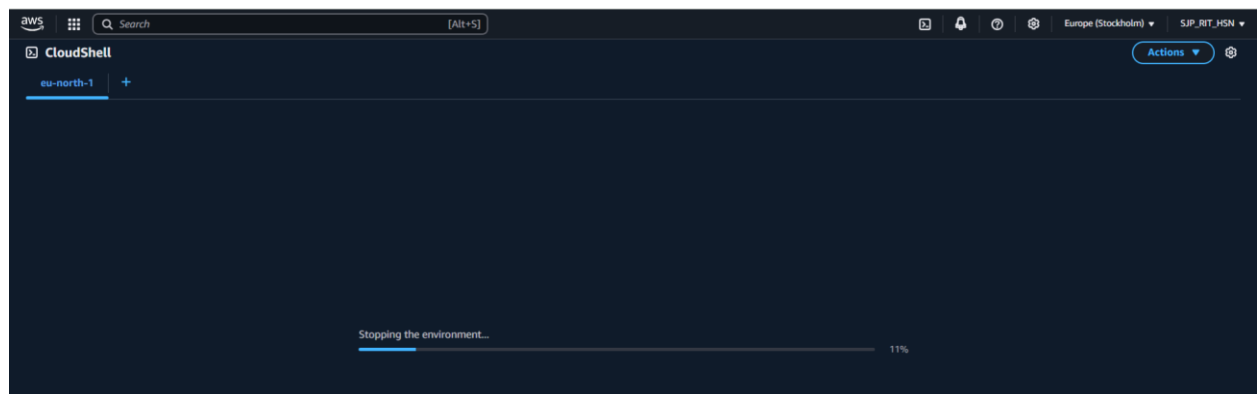 aws Search [Alt+S] Europe (Stockholm) SJP_RIT_HSN
CloudShell Actions
eu-north-1 +
Stopping the environment...
11%